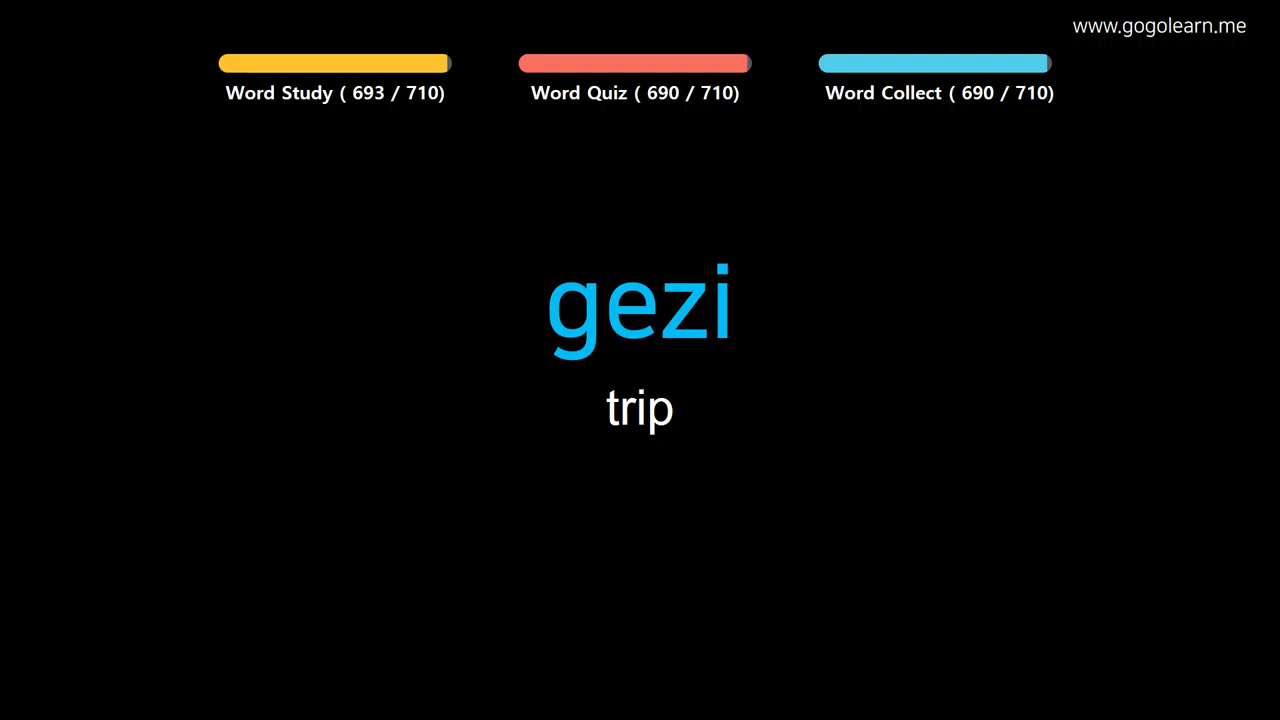 www.gogolearn.me
Word Study ( 693 / 710)
Word Quiz ( 690 / 710)
Word Collect ( 690 / 710)
gezi
trip